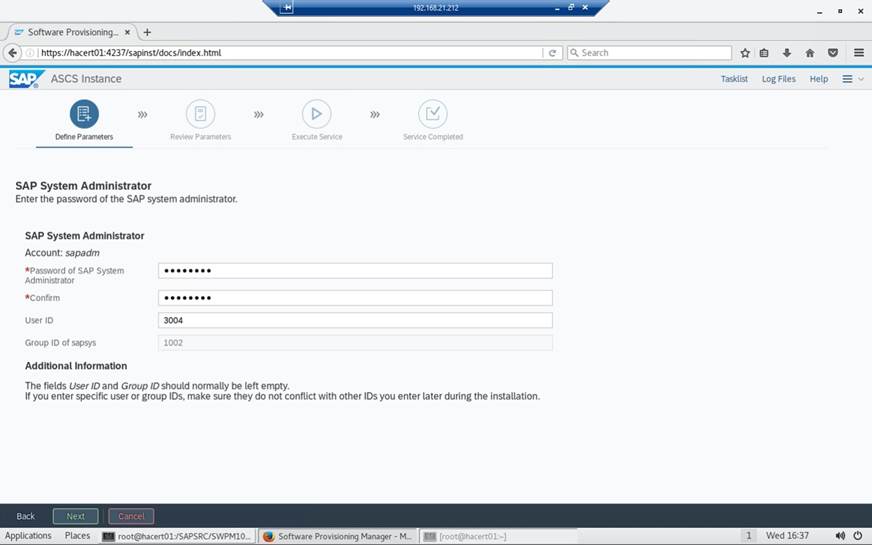 192.168.21.212
Software Provisioning...
https://hacert01:4237/sapinst/docs/index.html
Search
SAP ASCS Instance
Tasklist Log Files Help
Define Parameters
Review Parameters
Execute Service
Service Completed
SAP System Administrator
Enter the password of the SAP system administrator.
SAP System Administrator
Account: sapadm
*Password of SAP System
Administrator
*Confirm
User ID 3004
Group ID of sapsys 1002
Additional Information
The fields User ID and Group ID should normally be left empty.
If you enter specific user or group IDs, make sure they do not conflict with other IDs you enter later during the installation.
Back Next Cancel
Applications Places root@hacert01:/SAPSRC/SWPM10... Software Provisioning Manager - M... [root@hacert01:~] 1 Wed 16:37